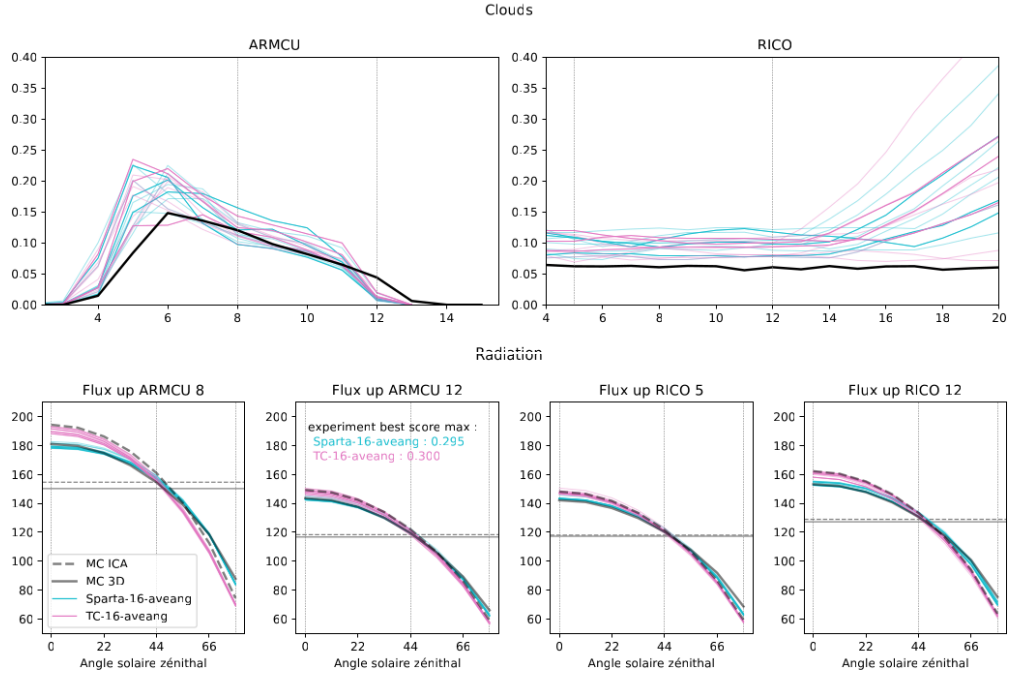 Clouds
ARMCU
RICO
0.40
0.35
0.30
0.25
0.20
0.15
0.10
0.05
0.00
4 6 8 10 12 14
0.40
0.35
0.30
0.25
0.20
0.15
0.10
0.05
0.00
4 6 8 10 12 14 16 18 20
Radiation
Flux up ARMCU 8
200
180
160
140
120
100
80
60
MC ICA
MC 3D
Sparta-16-aveang
TC-16-aveang
0 22 44 66
Angle solaire zénithal
Flux up ARMCU 12
experiment best score max :
Sparta-16-aveang : 0.295
TC-16-aveang : 0.300
200
180
160
140
120
100
80
60
0 22 44 66
Angle solaire zénithal
Flux up RICO 5
200
180
160
140
120
100
80
60
0 22 44 66
Angle solaire zénithal
Flux up RICO 12
200
180
160
140
120
100
80
60
0 22 44 66
Angle solaire zénithal